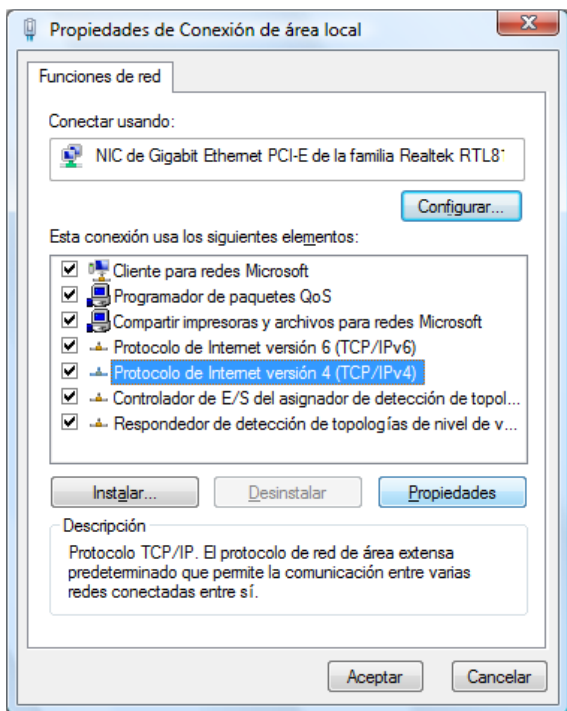 Propiedades de Conexión de área local
Funciones de red
Conectar usando:
NIC de Gigabit Ethernet PCI-E de la familia Realtek RTL8
Configurar...
Esta conexión usa los siguientes elementos:
Cliente para redes Microsoft
Programador de paquetes QoS
Compartir impresoras y archivos para redes Microsoft
Protocolo de Internet versión 6 (TCP/IPv6)
Protocolo de Internet versión 4 (TCP/IPv4)
Controlador de E/S del asignador de detección de topol...
Respondedor de detección de topologías de nivel de v...
Instalar... Desinstalar Propiedades
Descripción
Protocolo TCP/IP. El protocolo de red de área extensa
predeterminado que permite la comunicación entre varias
redes conectadas entre sí.
Aceptar Cancelar